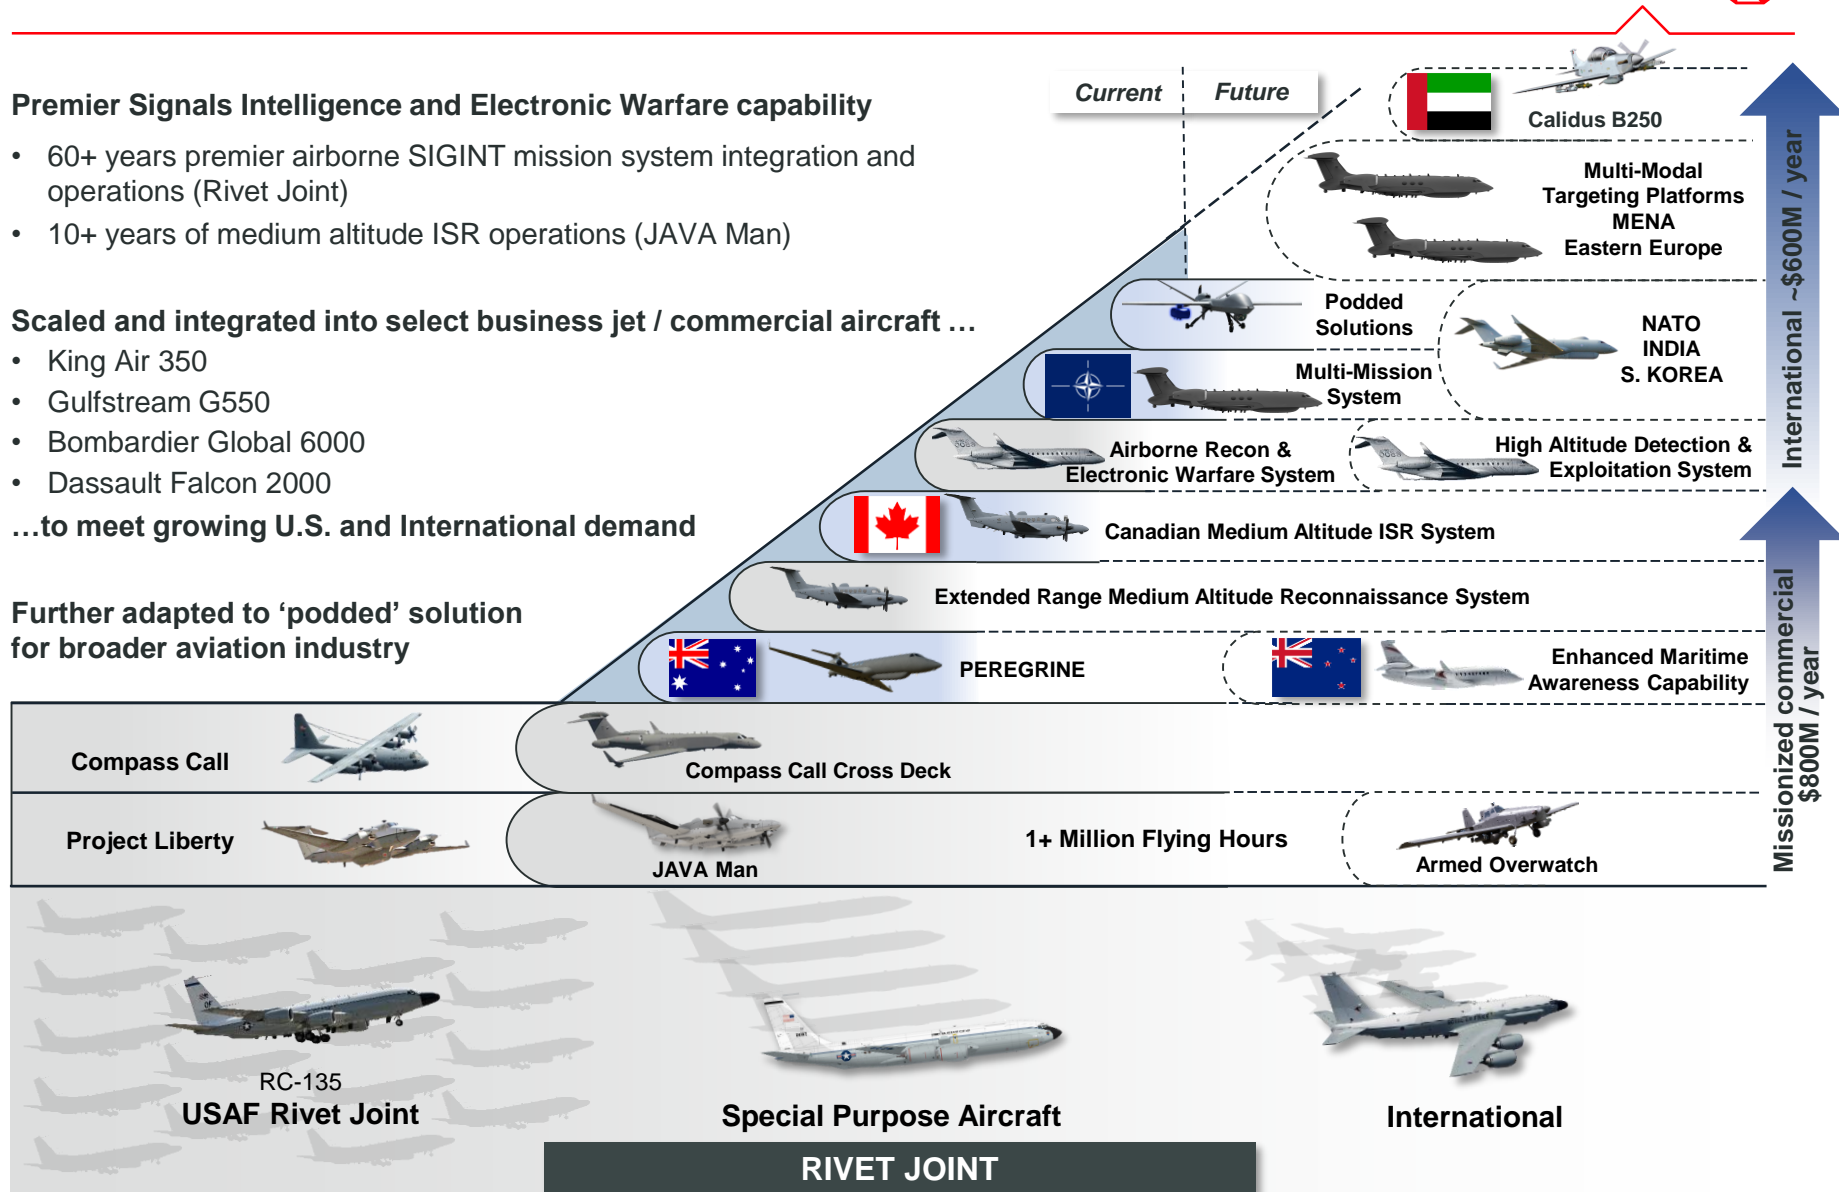 Premier Signals Intelligence and Electronic Warfare capability
• 60+ years premier airborne SIGINT mission system integration and
operations (Rivet Joint)
• 10+ years of medium altitude ISR operations (JAVA Man)
Scaled and integrated into select business jet / commercial aircraft …
• King Air 350
• Gulfstream G550
• Bombardier Global 6000
• Dassault Falcon 2000
…to meet growing U.S. and International demand
Further adapted to ‘podded’ solution
for broader aviation industry
Current
Future
Calidus B250
Multi-Modal
Targeting Platforms
MENA
Eastern Europe
Podded
Solutions
NATO
INDIA
S. KOREA
Multi-Mission
System
Airborne Recon &
Electronic Warfare System
High Altitude Detection &
Exploitation System
Canadian Medium Altitude ISR System
Extended Range Medium Altitude Reconnaissance System
PEREGRINE
Enhanced Maritime
Awareness Capability
International ~$600M / year
Missionized commercial
$800M / year
Compass Call
Compass Call Cross Deck
Project Liberty
JAVA Man
1+ Million Flying Hours
Armed Overwatch
RC-135
USAF Rivet Joint
Special Purpose Aircraft
International
RIVET JOINT